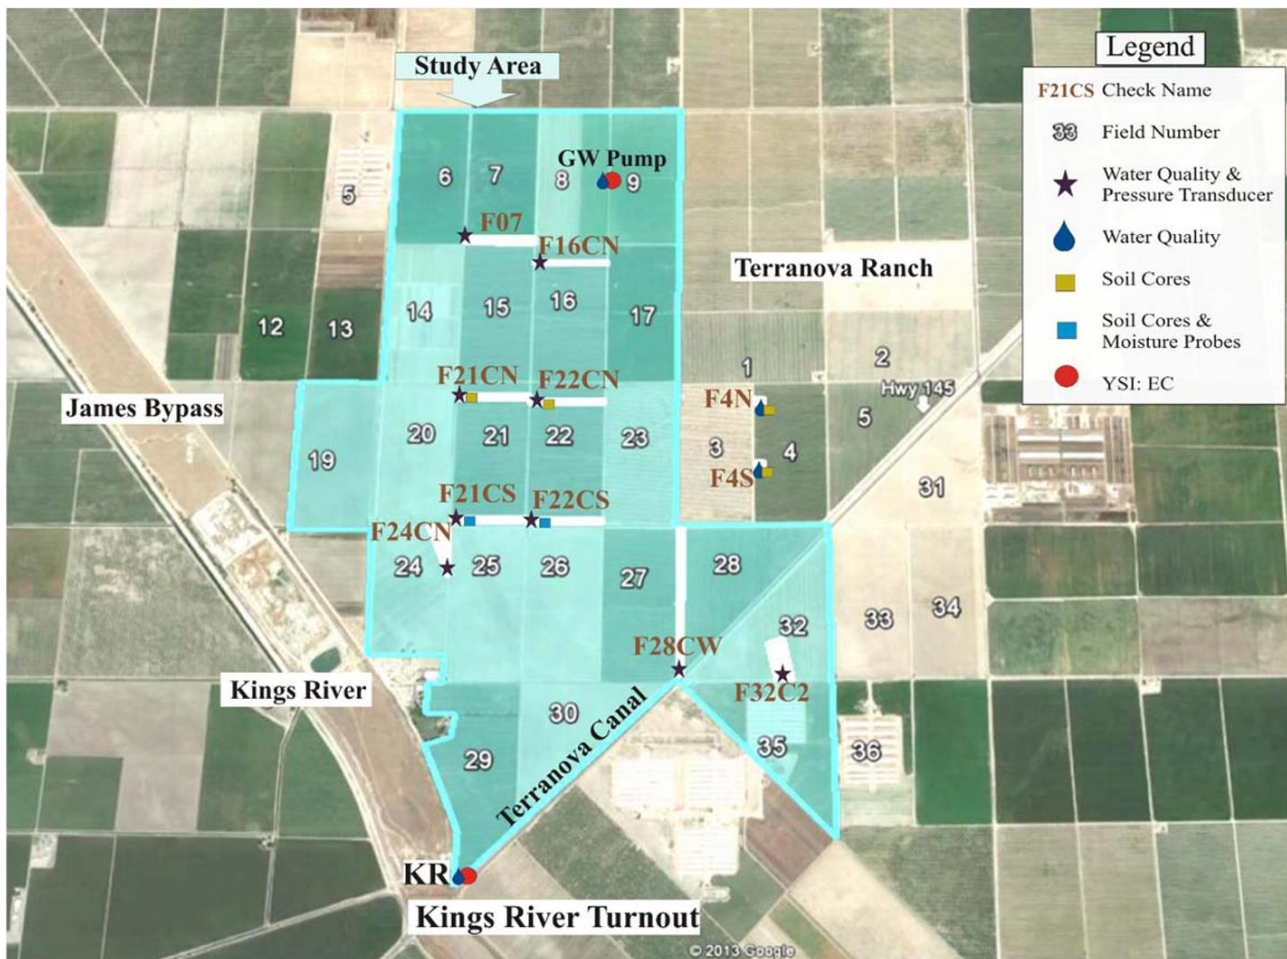 Study Area
Legend
F21CS Check Name
33 Field Number
Water Quality &
Pressure Transducer
Water Quality
Soil Cores
Soil Cores &
Moisture Probes
YSI: EC
GW Pump
6
7
8
9
5
F07
F16CN
Terranova Ranch
12
13
14
15
16
17
1
2
F21CN
F22CN
Hwy 145
James Bypass
F4N
5
19
20
21
22
23
3
4
F4S
31
F21CS
F22CS
F24CN
24
25
26
27
28
32
33
34
F28CW
Kings River
F32C2
30
Terranova Canal
29
35
36
KR
Kings River Turnout
© 2013 Google